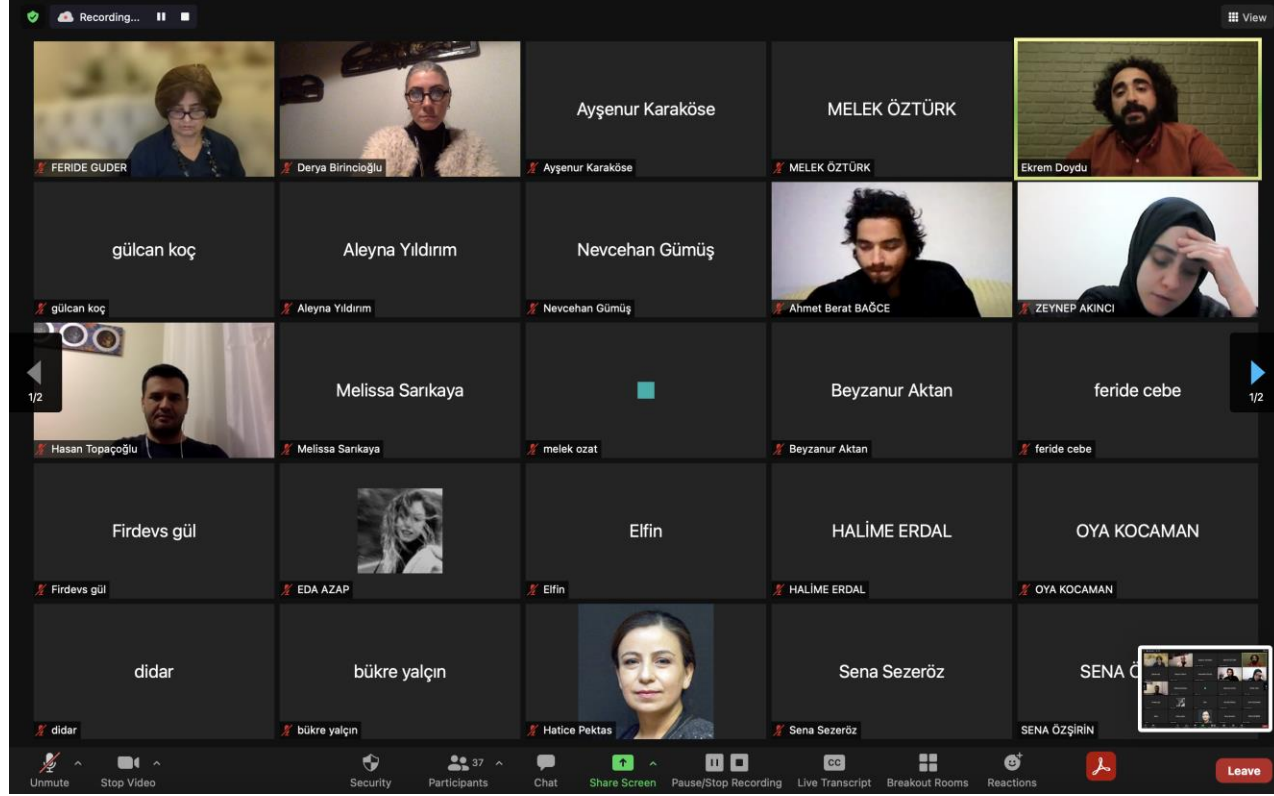 Recording...
View
FERIDE GUDER
Derya Birincioğlu
Ayşenur Karaköse
Ayşenur Karaköse
MELEK ÖZTÜRK
MELEK ÖZTÜRK
Ekrem Doydu
gülcan koç
gülcan koç
Aleyna Yıldırım
Aleyna Yıldırım
Nevcehan Gümüş
Nevcehan Gümüş
Ahmet Berat BAĞCE
ZEYNEP AKINCI
1/2
Hasan Topaçoğlu
Melissa Sarıkaya
Melissa Sarıkaya
melek ozat
Beyzanur Aktan
Beyzanur Aktan
feride cebe
feride cebe
1/2
Firdevs gül
Firdevs gül
EDA AZAP
Elfin
Elfin
HALİME ERDAL
HALİME ERDAL
OYA KOCAMAN
OYA KOCAMAN
didar
didar
bükre yalçın
bükre yalçın
Hatice Pektas
Sena Sezeröz
Sena Sezeröz
SENA
SENA ÖZŞİRİN
Unmute
Stop Video
Security
37
Participants
Chat
Share Screen
Pause/Stop Recording
CC
Live Transcript
Breakout Rooms
Reactions
Leave